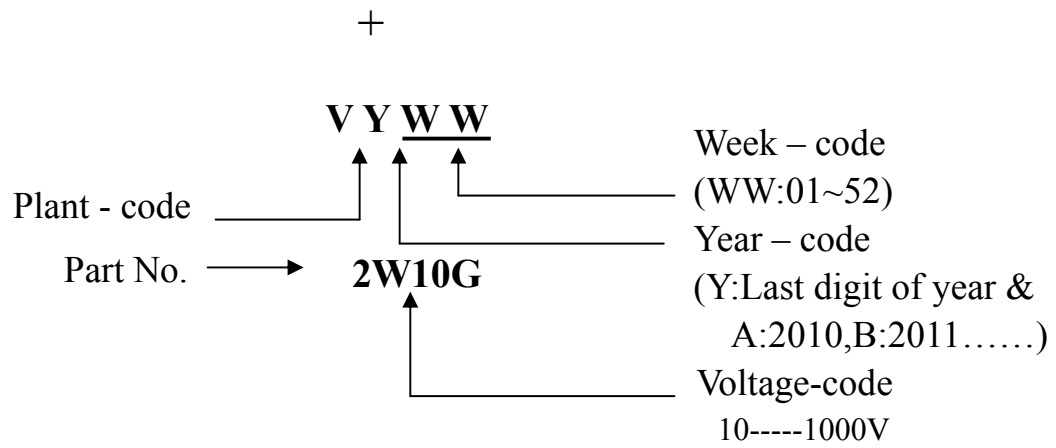 +
V Y W W
Week – code
(WW:01~52)
Plant - code
Year – code
Part No.
2W10G
(Y:Last digit of year &
A:2010,B:2011……)
Voltage-code
10-----1000V